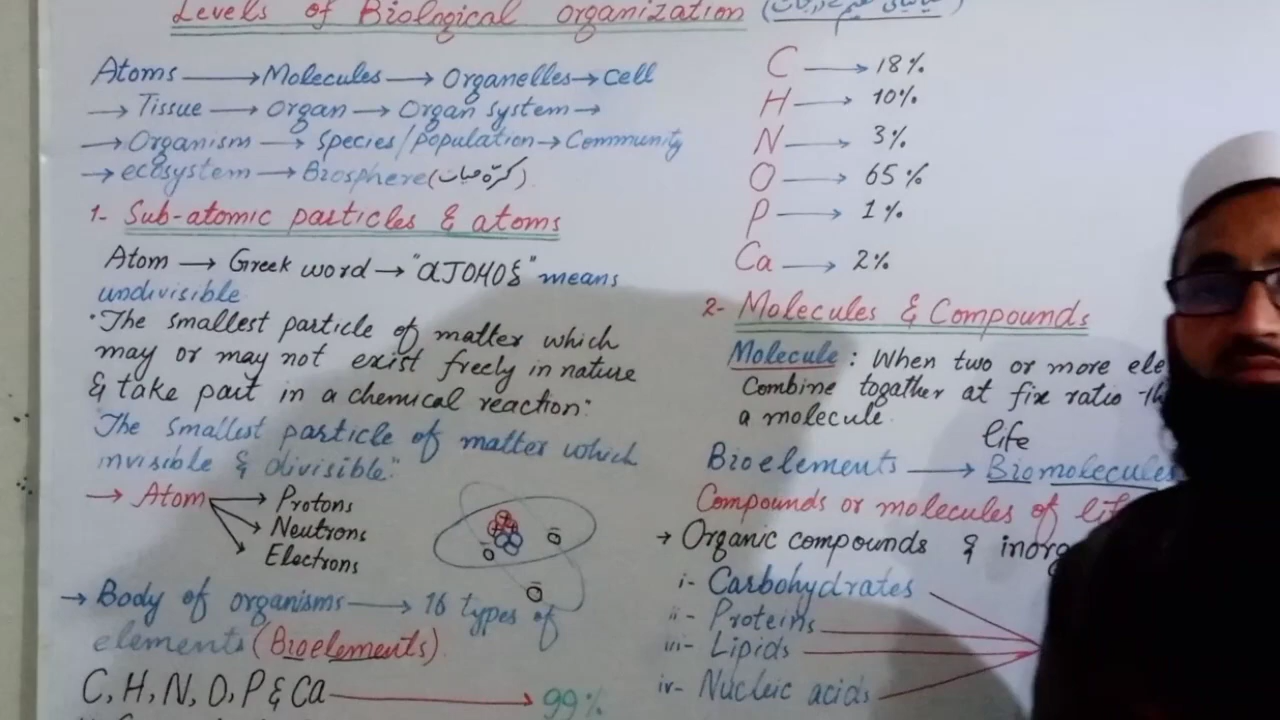 Levels of Biological organization
Atoms → Molecules → Organelles → cell
→ Tissue → organ → Organ system →
→ Organism → species/population → Community
→ ecosystem → Biosphere (کرّہ حیات)
1- Sub-atomic particles & atoms
Atom → Greek word → "means
undivisible
"The smallest particle of matter which
may or may not exist freely in nature
& take part in a chemical reaction:
"The smallest particle of matter which
invisible & divisible."
→ Atom → Protons
Neutrons
Electrons
→ Body of organisms → 16 types of
elements (Bioelements).
C, H, N, O, P & Ca → 99%
C → 18%
H → 10%
N → 3%
O → 65%
P → 1%
Ca → 2%
2- Molecules & Compounds
Molecule : When two or more ele
Combine together at fix ratio th
a molecule.
life
Bioelements → Biomolecules
Compounds or molecules of lif
→ Organic compounds & inorg
i- Carbohydrates
ii- Proteins
iii- Lipids
iv- Nucleic acids